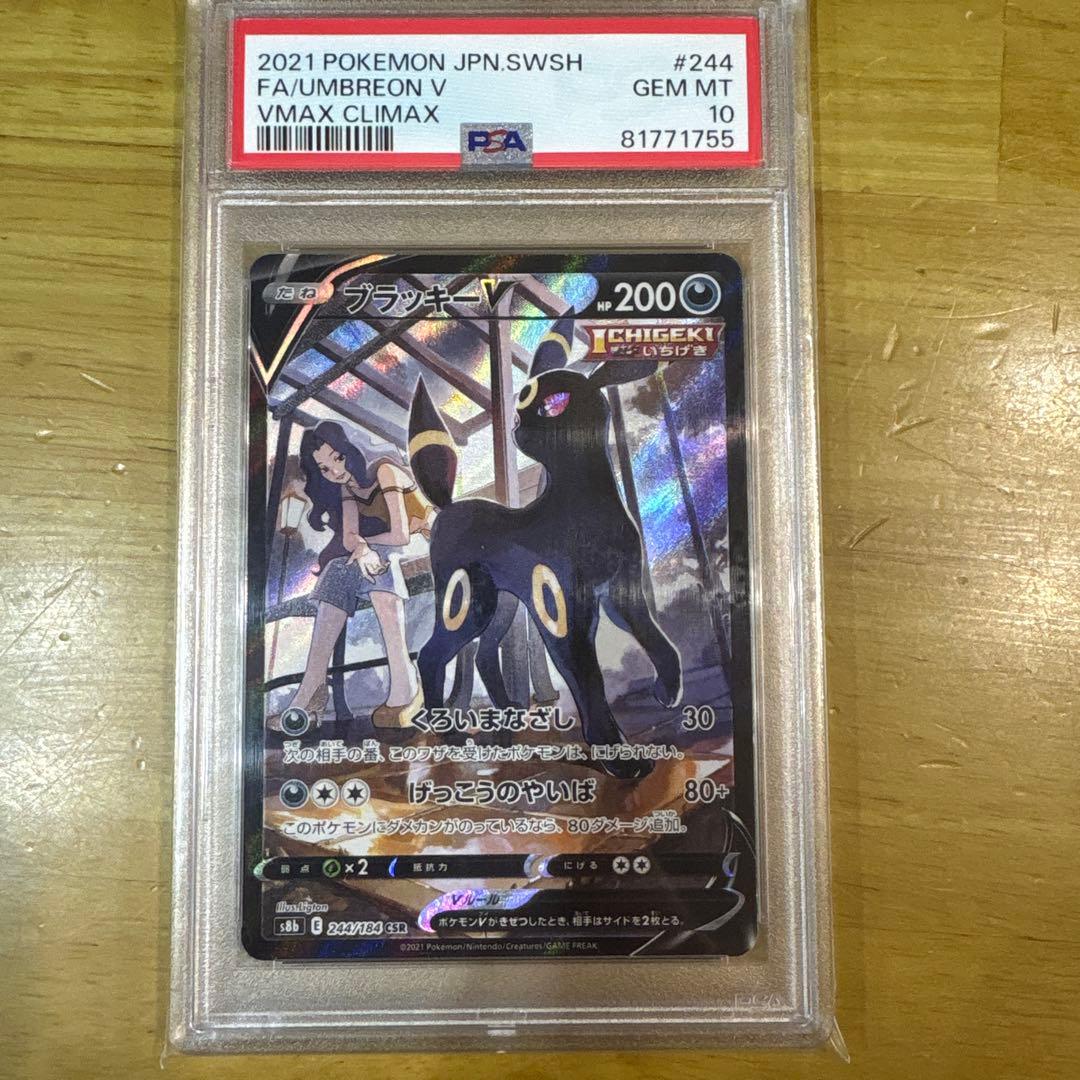 2021 POKEMON JPN.SWSH #244
FA/UMBREON V GEM MT
VMAX CLIMAX 10
PSA 81771755
たね ブラッキーV HP 200
ICHIGEKI
いちげき
くろいまなざし 30
次の相手の番、このワザを受けたポケモンは、にげられない。
げっこうのやいば 80+
このポケモンにダメカンがのっているなら、80ダメージ追加。
弱点 ×2 抵抗力 にげる
Illus.Ligton
Vルール
s8b E 244/184 CSR ポケモンVがきぜつしたとき、相手はサイドを2枚とる。
©2021 Pokémon/Nintendo/Creatures/GAME FREAK